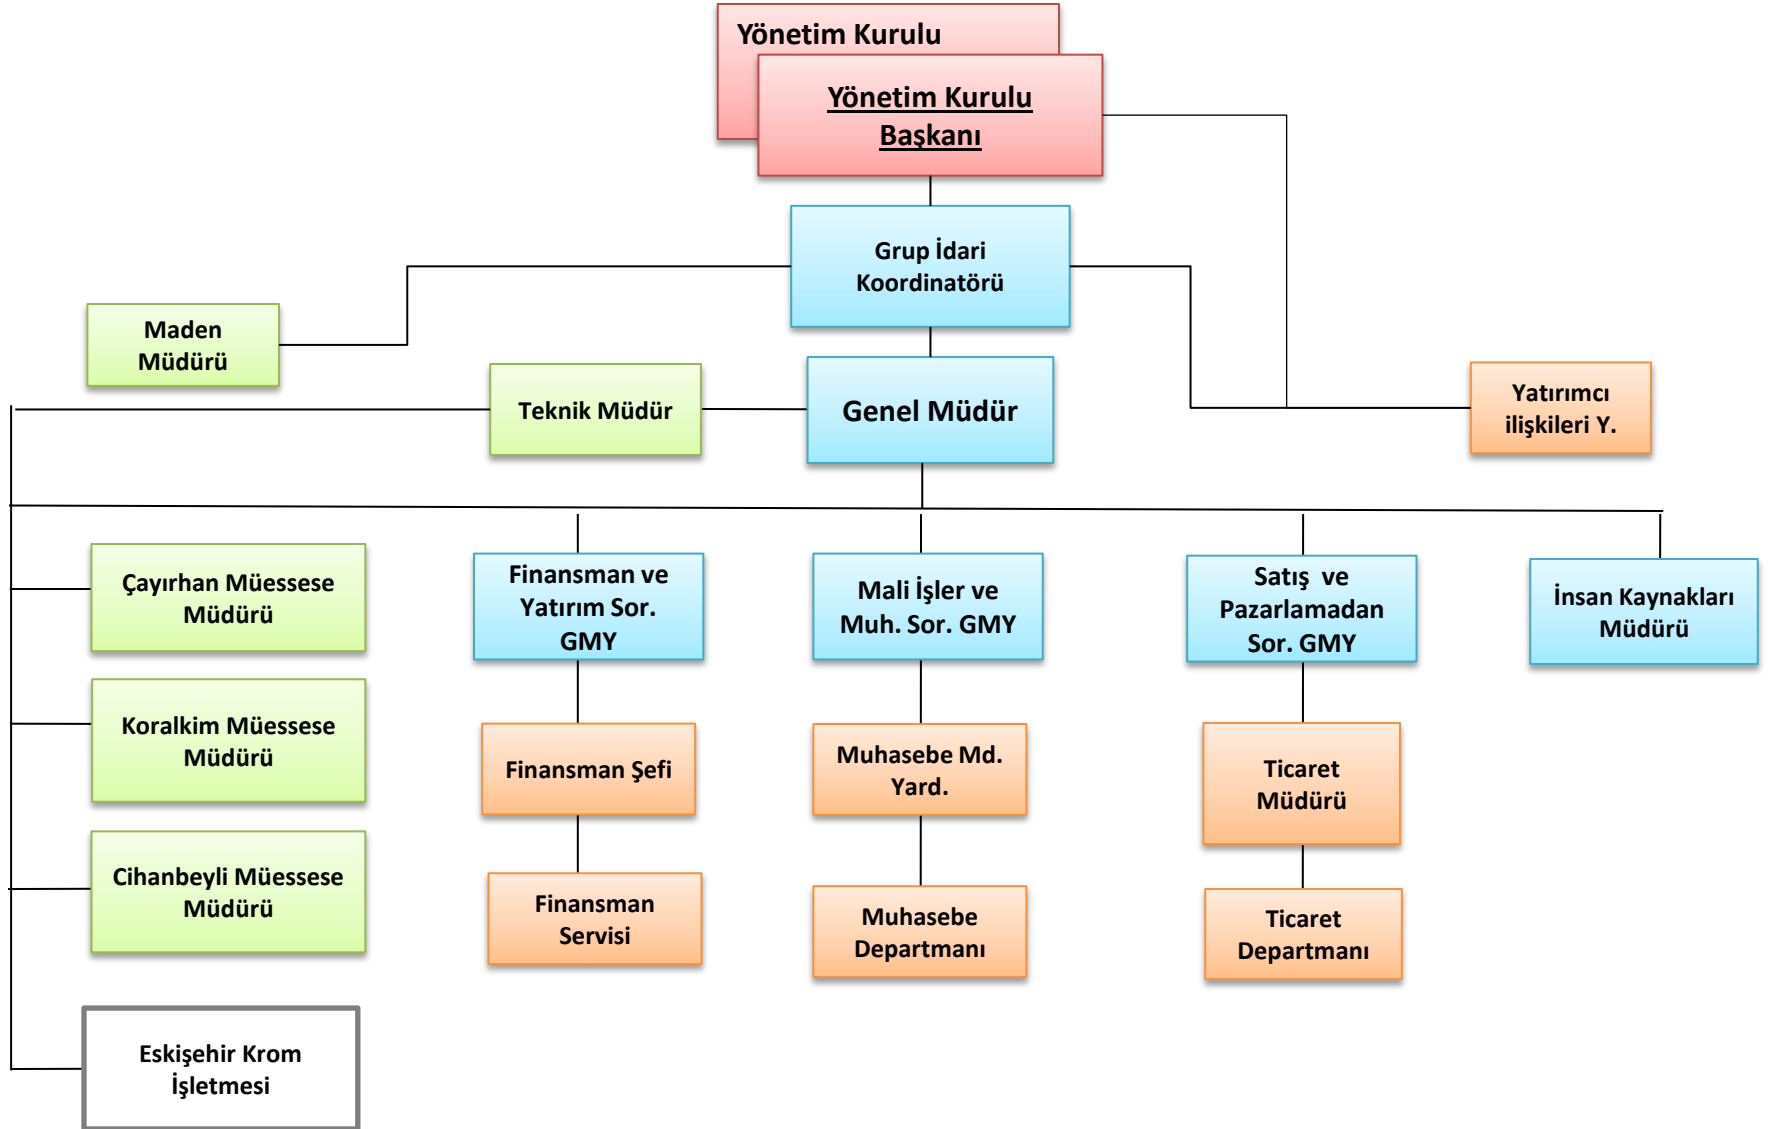 Yönetim Kurulu
Yönetim Kurulu
Başkanı
Grup İdari
Koordinatörü
Maden
Müdürü
Teknik Müdür
Genel Müdür
Yatırımcı
ilişkileri Y.
Çayırhan Müessese
Müdürü
Finansman ve
Yatırım Sor.
GMY
Mali İşler ve
Muh. Sor. GMY
Satış ve
Pazarlamadan
Sor. GMY
İnsan Kaynakları
Müdürü
Koralkim Müessese
Müdürü
Finansman Şefi
Muhasebe Md.
Yard.
Ticaret
Müdürü
Cihanbeyli Müessese
Müdürü
Finansman
Servisi
Muhasebe
Departmanı
Ticaret
Departmanı
Eskişehir Krom
İşletmesi